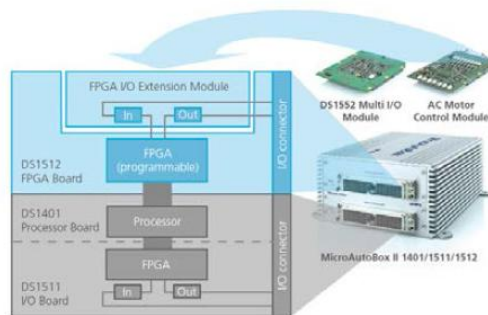 FPGA I/O Extension Module
In
Out
DS1512
FPGA Board
FPGA
(programmable)
I/O connector
DS1401
Processor Board
Processor
DS1511
I/O Board
FPGA
In
Out
I/O connector
DS1552 Multi I/O
Module
AC Motor
Control Module
MicroAutoBox II 1401/1511/1512